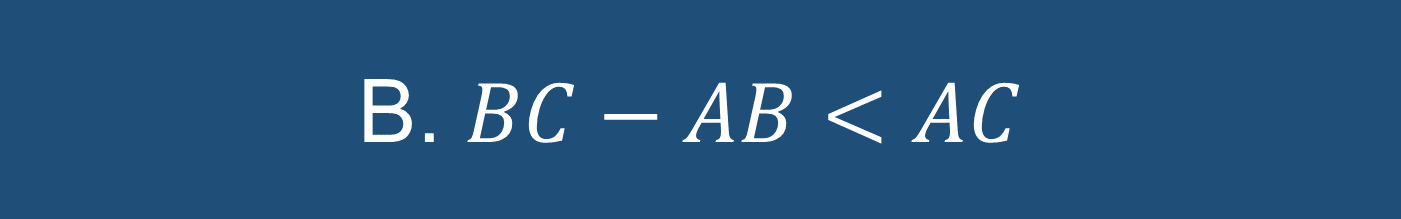 B. BC − AB < AC